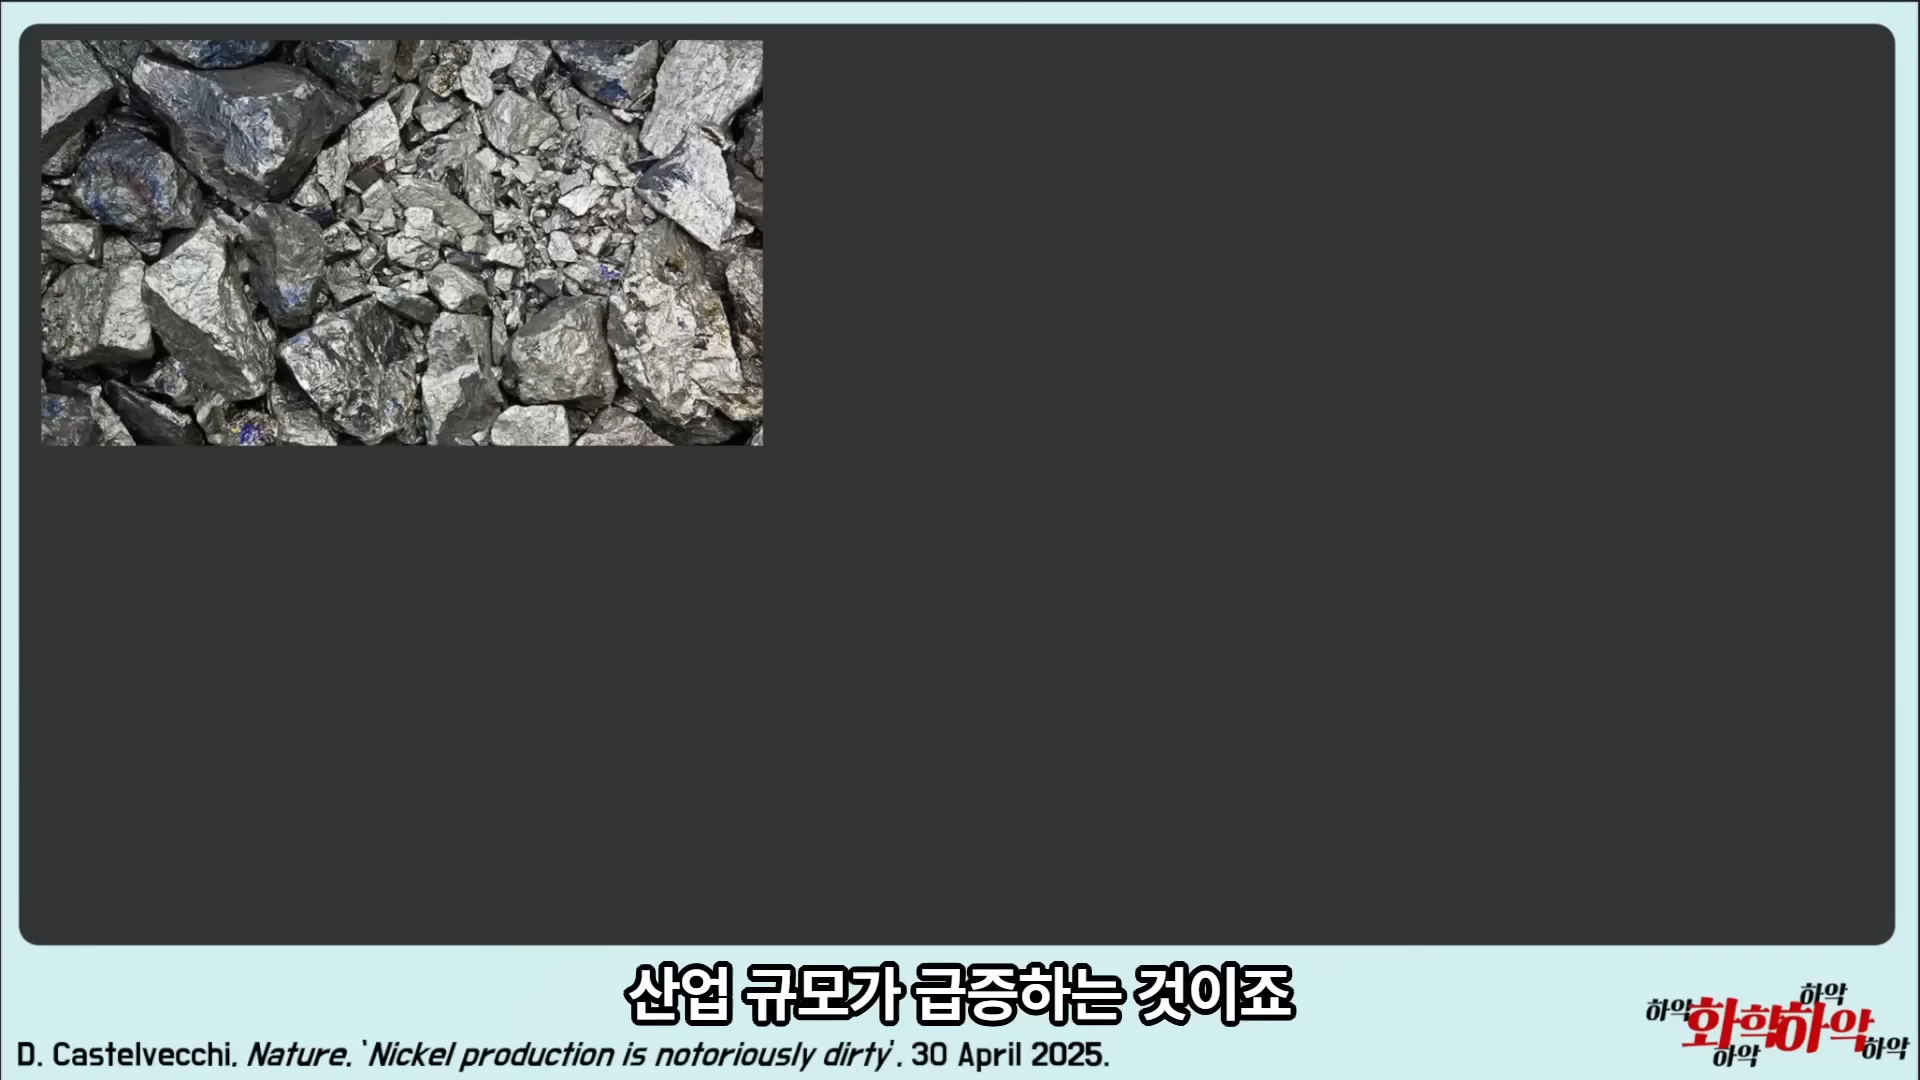 산업 규모가 급증하는 것이죠
D. Castelvecchi, Nature, 'Nickel production is notoriously dirty', 30 April 2025.
하악
하악
화학하악
하악
하악